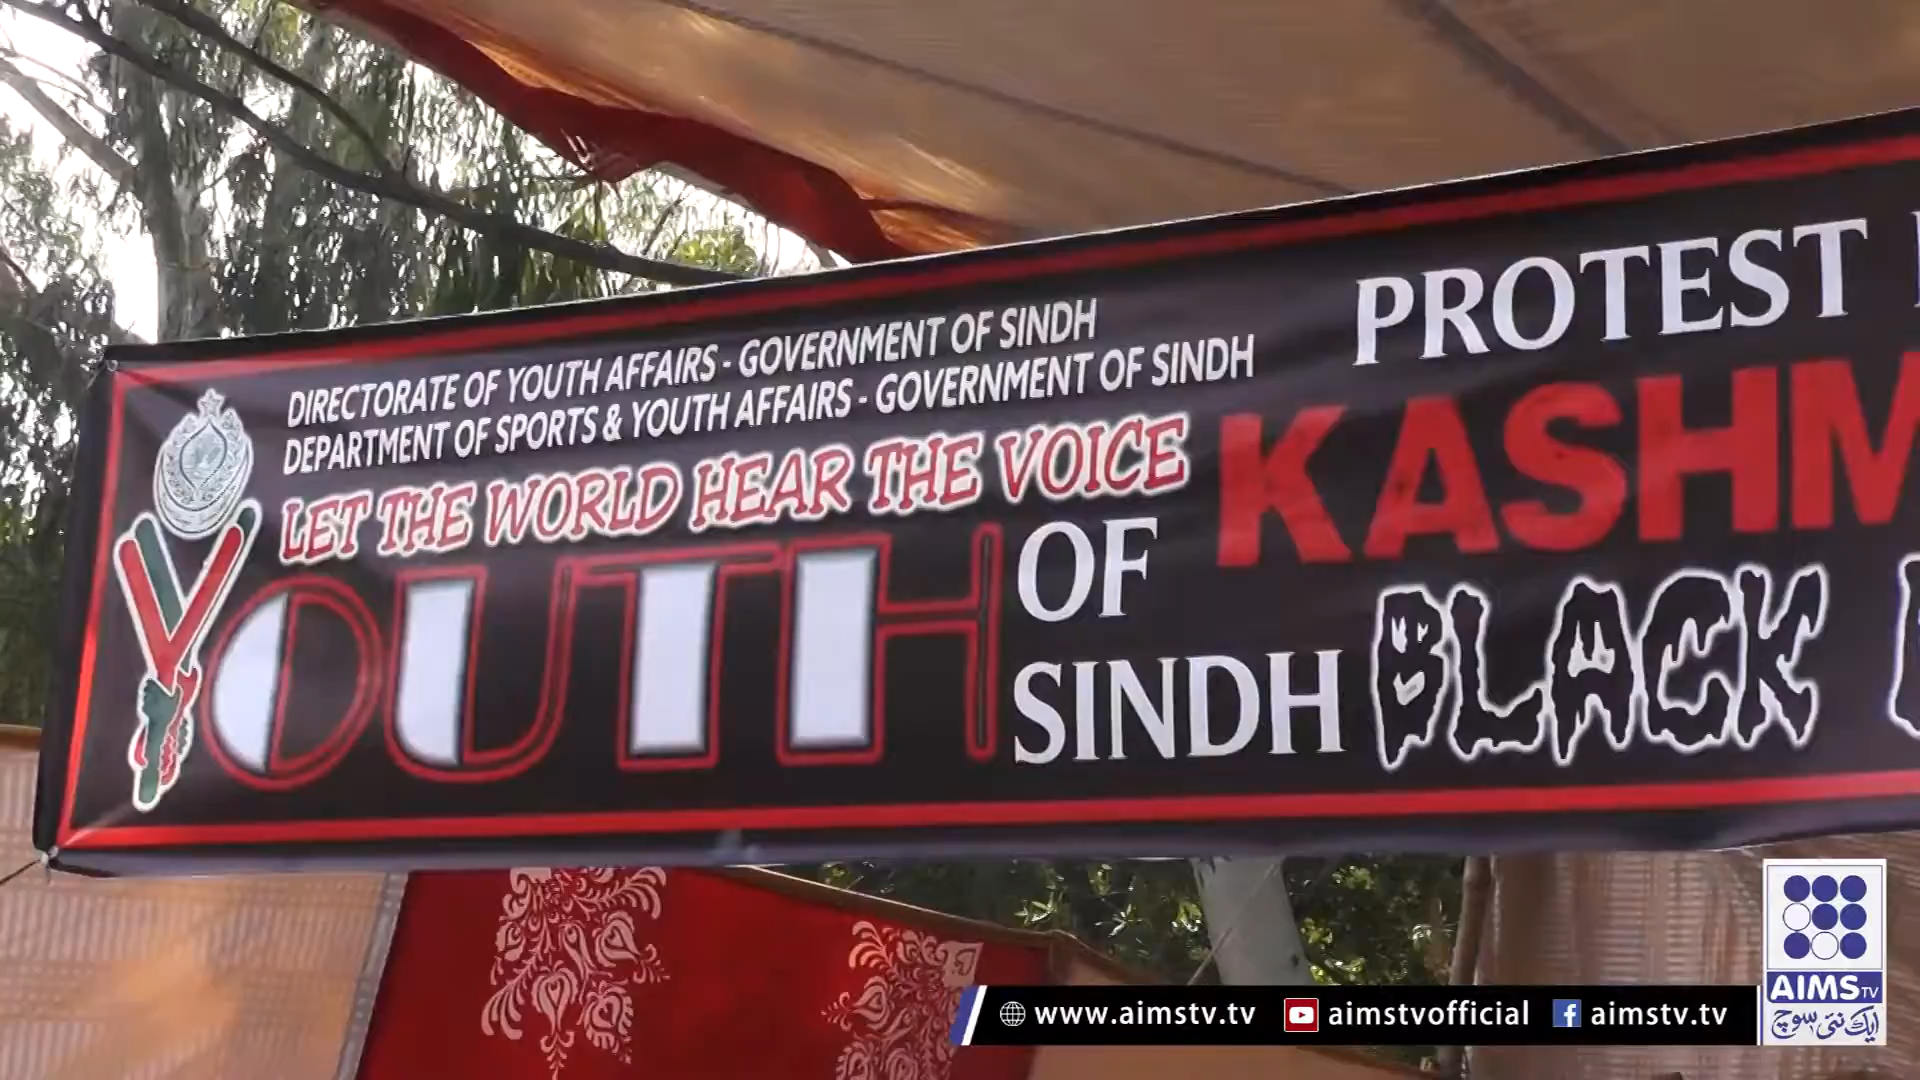 DIRECTORATE OF YOUTH AFFAIRS - GOVERNMENT OF SINDH
DEPARTMENT OF SPORTS & YOUTH AFFAIRS - GOVERNMENT OF SINDH
LET THE WORLD HEAR THE VOICE
YOUTH OF
SINDH
PROTEST
KASHM
BLACK
www.aimstv.tv aimstvofficial aimstv.tv
AIMS TV
ایک نئی سوچ